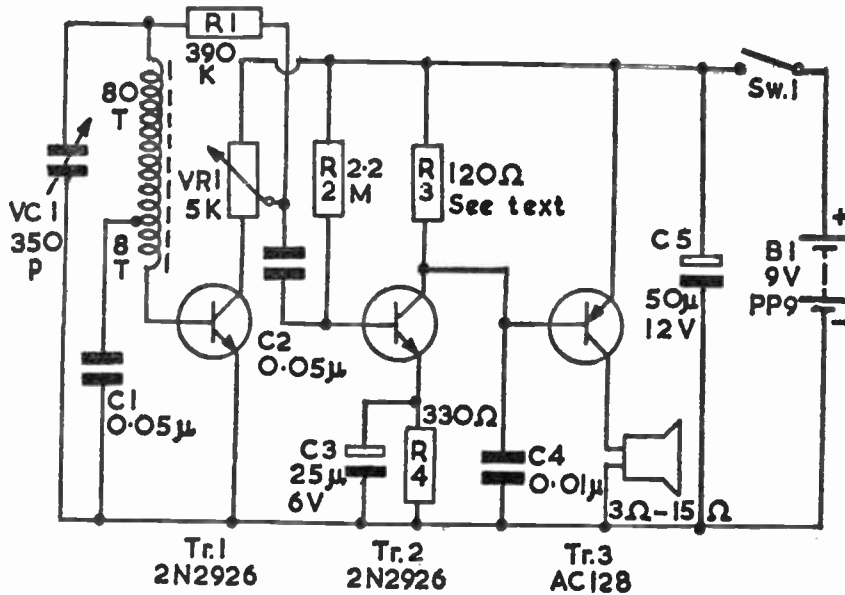 R1
390
K
80
T
VC1
350
p
8
T
C1
0·05µ
VR1
5K
R
2
2·2
M
R
3
120Ω
See text
C2
0·05µ
C3
25µ
6V
330Ω
R
4
C4
0·01µ
3Ω-15Ω
C5
50µ
12V
Sw.1
+
B1
9V
PP9
-
Tr.1
2N2926
Tr.2
2N2926
Tr.3
AC128